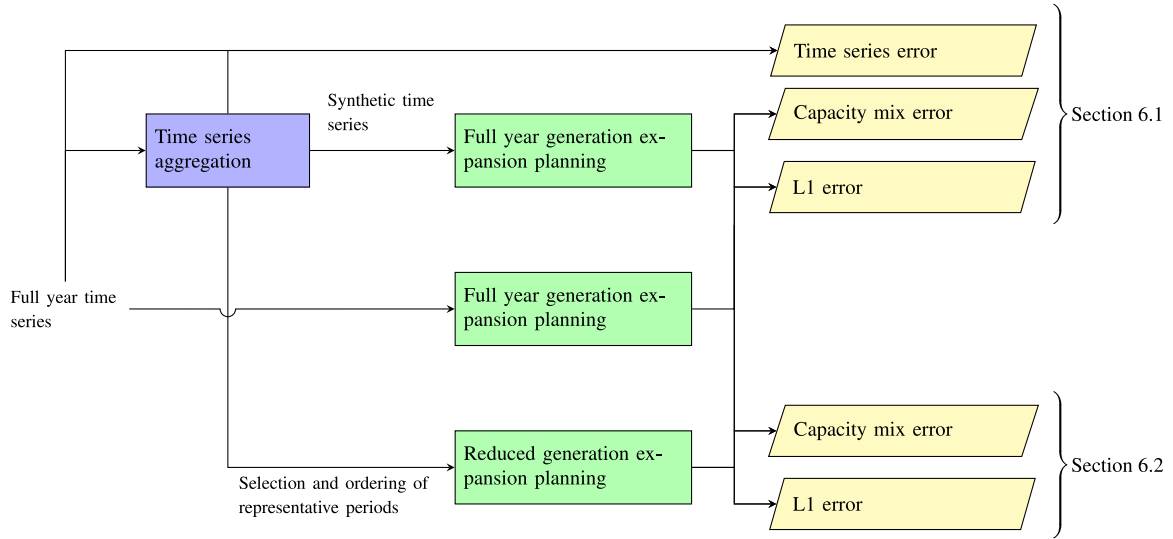 Time series error
Synthetic time
series
Capacity mix error
Section 6.1
Time series
aggregation
Full year generation ex-
pansion planning
L1 error
Full year time
series
Full year generation ex-
pansion planning
Capacity mix error
Section 6.2
Reduced generation ex-
pansion planning
Selection and ordering of
representative periods
L1 error